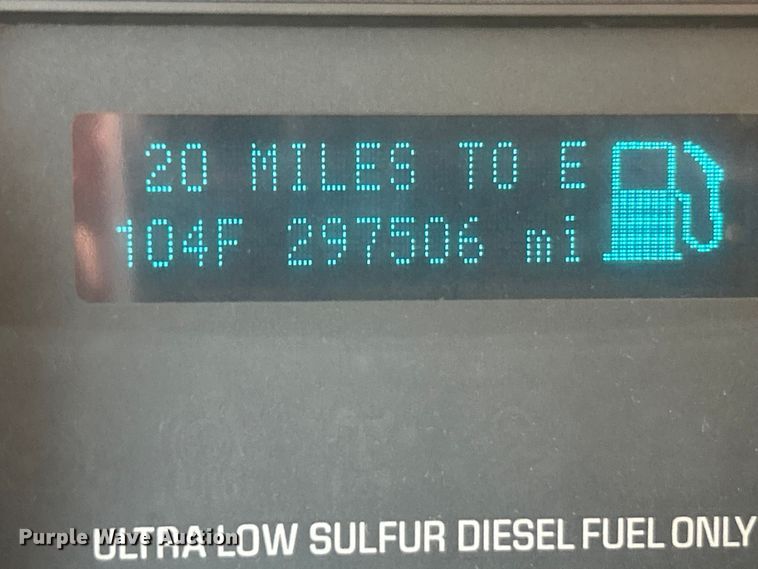 20 MILES TO E
104F 297506 mi
ULTRA LOW SULFUR DIESEL FUEL ONLY
Purple Wave Auction